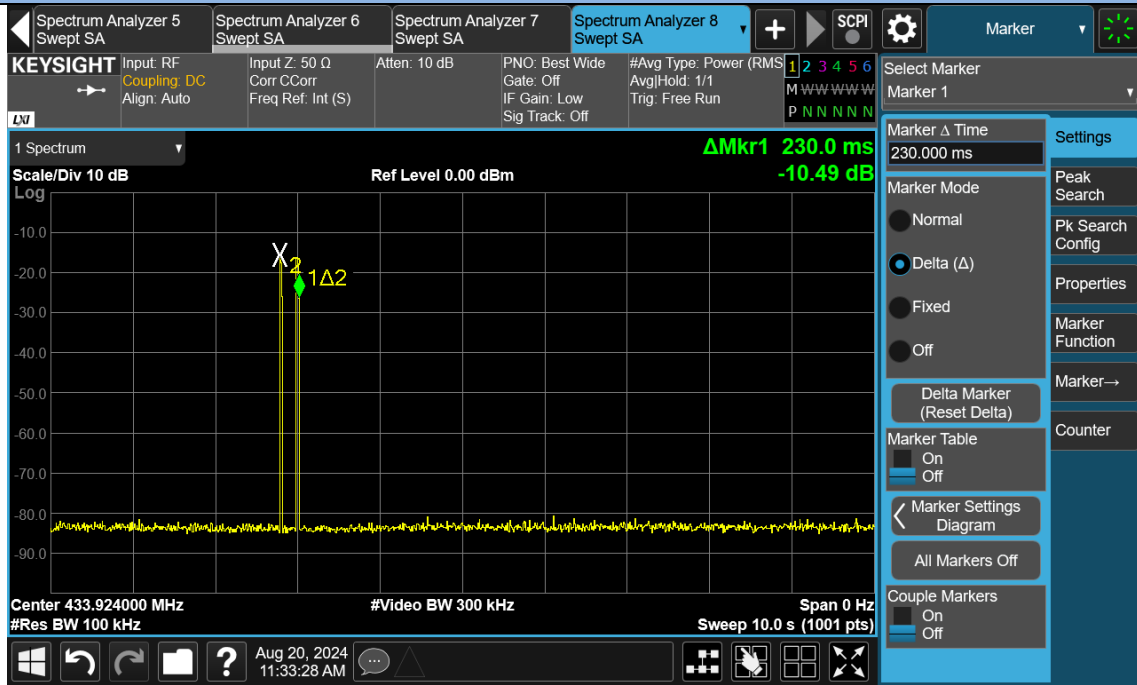 Spectrum Analyzer 5
Swept SA
Spectrum Analyzer 6
Swept SA
Spectrum Analyzer 7
Swept SA
Spectrum Analyzer 8
Swept SA
SCPI
Marker
KEYSIGHT
LXI
Input: RF
Coupling: DC
Align: Auto
Input Z: 50 Ω
Corr CCorr
Freq Ref: Int (S)
Atten: 10 dB
PNO: Best Wide
Gate: Off
IF Gain: Low
Sig Track: Off
#Avg Type: Power (RMS
Avg|Hold: 1/1
Trig: Free Run
1 2 3 4 5 6
M W W W W W
P N N N N N
Select Marker
Marker 1
1 Spectrum
ΔMkr1 230.0 ms
-10.49 dB
Scale/Div 10 dB
Ref Level 0.00 dBm
Log
-10.0
-20.0
-30.0
-40.0
-50.0
-60.0
-70.0
-80.0
-90.0
X
2
1Δ2
Center 433.924000 MHz
#Video BW 300 kHz
Span 0 Hz
#Res BW 100 kHz
Sweep 10.0 s (1001 pts)
Marker Δ Time
230.000 ms
Marker Mode
Normal
Delta (Δ)
Fixed
Off
Delta Marker
(Reset Delta)
Marker Table
On
Off
Marker Settings
Diagram
All Markers Off
Couple Markers
On
Off
Settings
Peak
Search
Pk Search
Config
Properties
Marker
Function
Marker→
Counter
?
Aug 20, 2024
11:33:28 AM